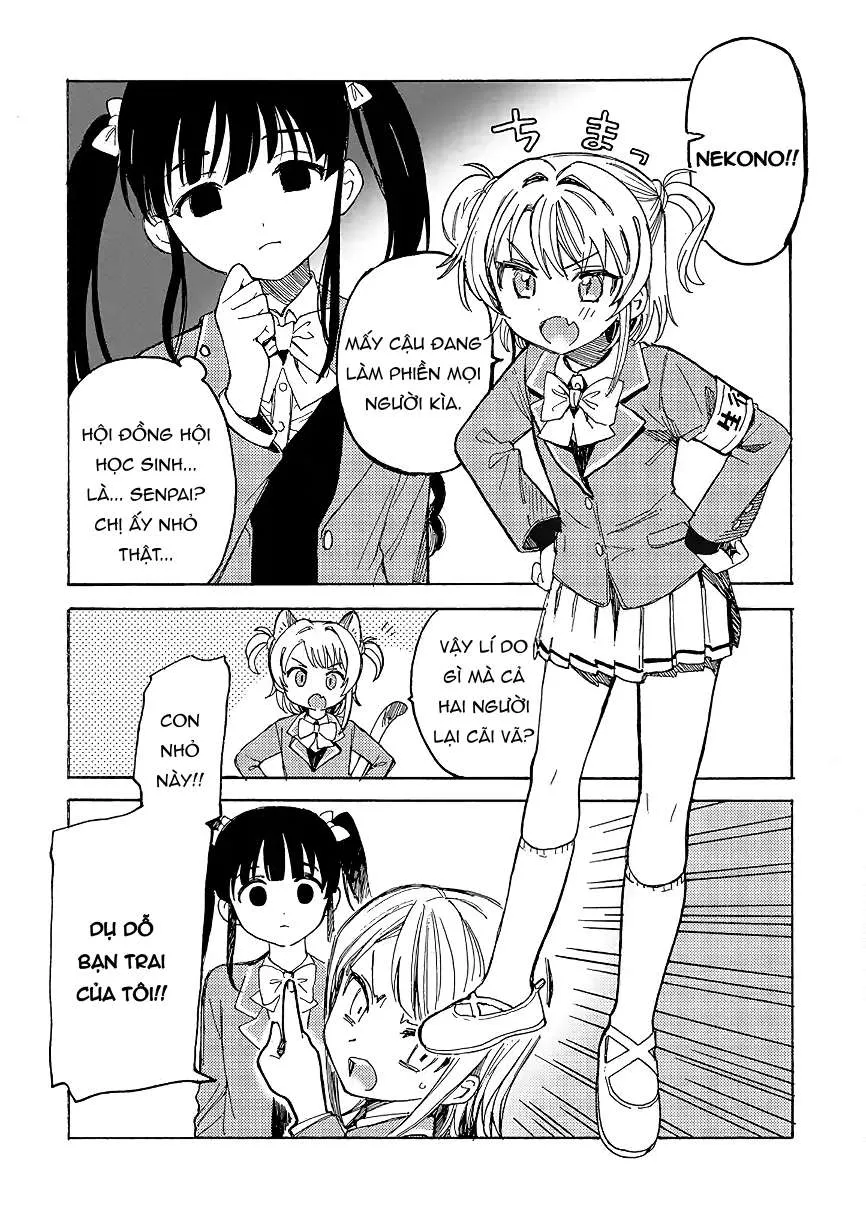 NEKONO!!
ちまっ
生徒
MẤY CẬU ĐANG
LÀM PHIỀN MỌI
NGƯỜI KÌA.
HỘI ĐỒNG HỘI
HỌC SINH...
LÀ... SENPAI?
CHỊ ẤY NHỎ
THẬT...
VẬY LÍ DO
GÌ MÀ CẢ
HAI NGƯỜI
LẠI CÃI VÃ?
CON
NHỎ
NÀY!!
DỤ DỖ
BẠN TRAI
CỦA TÔI!!